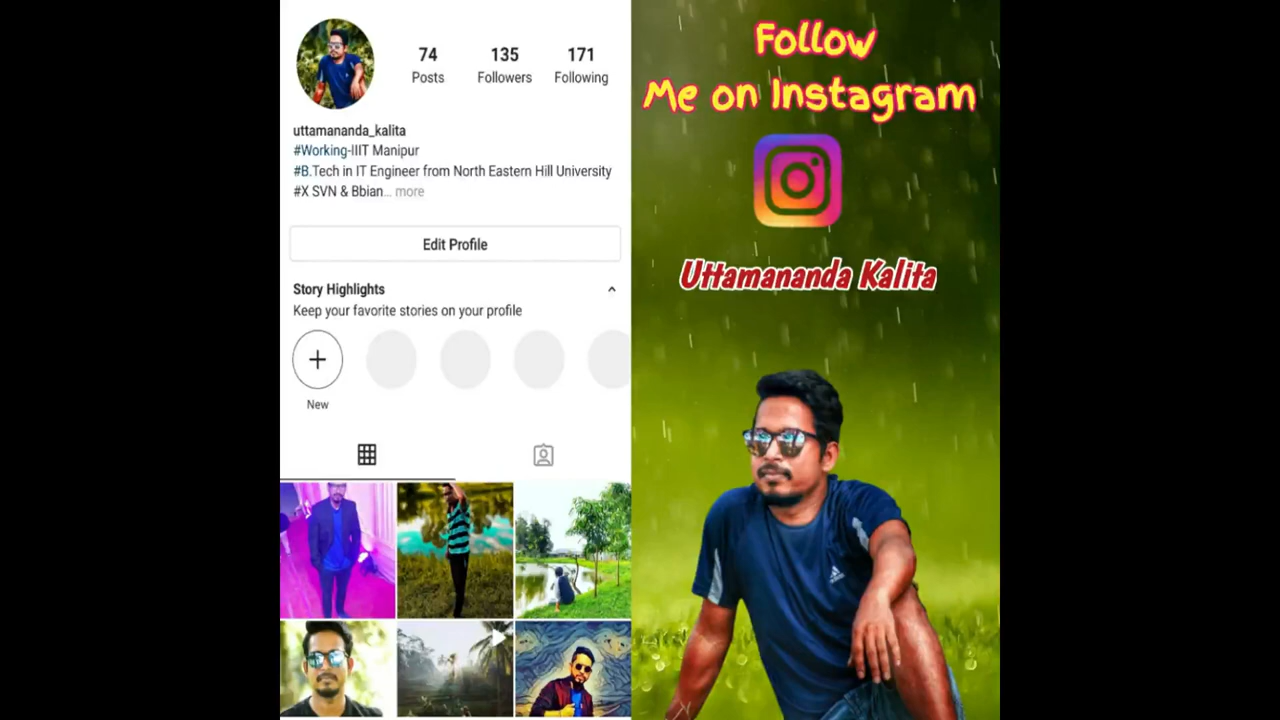 74
Posts
135
Followers
171
Following
uttamananda_kalita
#Working-IIIT Manipur
#B.Tech in IT Engineer from North Eastern Hill University
#X SVN & Bbian... more
Edit Profile
Story Highlights
Keep your favorite stories on your profile
New
Follow
Me on Instagram
Uttamananda Kalita
adidas